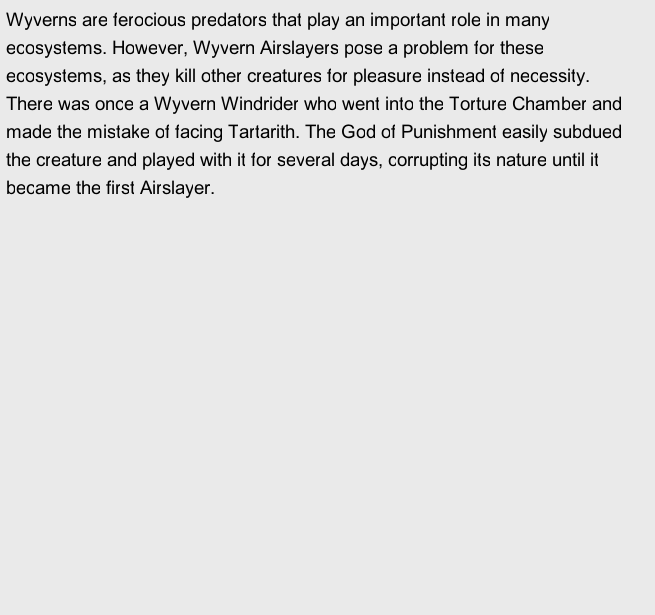 Wyverns are ferocious predators that play an important role in many
ecosystems. However, Wyvern Airslayers pose a problem for these
ecosystems, as they kill other creatures for pleasure instead of necessity.
There was once a Wyvern Windrider who went into the Torture Chamber and
made the mistake of facing Tartarith. The God of Punishment easily subdued
the creature and played with it for several days, corrupting its nature until it
became the first Airslayer.